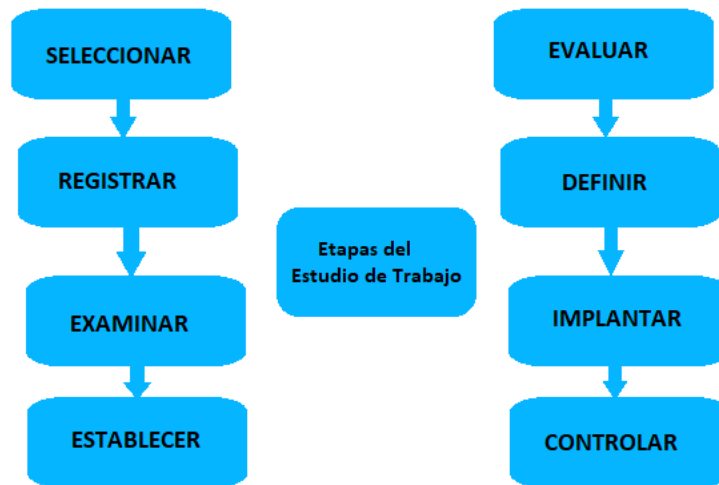 SELECCIONAR
REGISTRAR
EXAMINAR
ESTABLECER
Etapas del
Estudio de Trabajo
EVALUAR
DEFINIR
IMPLANTAR
CONTROLAR